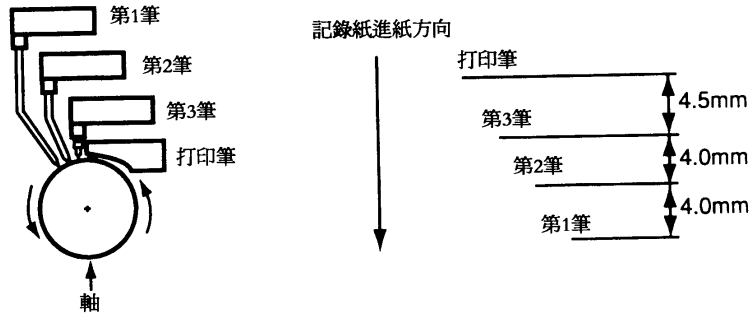 第1筆
第2筆
第3筆
打印筆
軸
記錄紙進紙方向
打印筆
4.5mm
第3筆
4.0mm
第2筆
4.0mm
第1筆